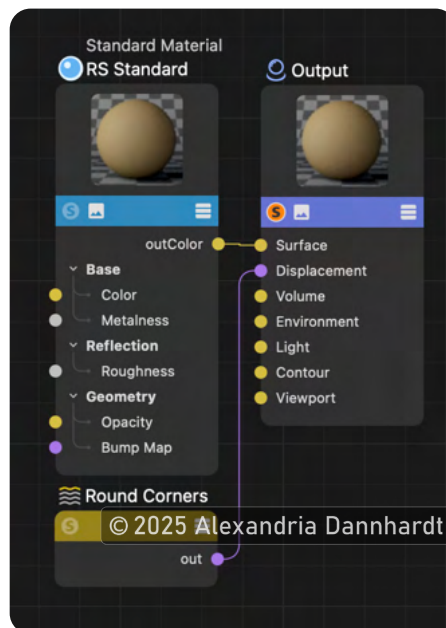 Standard Material
RS Standard
outColor
Base
Color
Metalness
Reflection
Roughness
Geometry
Opacity
Bump Map
Output
Surface
Displacement
Volume
Environment
Light
Contour
Viewport
Round Corners
S
© 2025 Alexandria Dannhardt
out